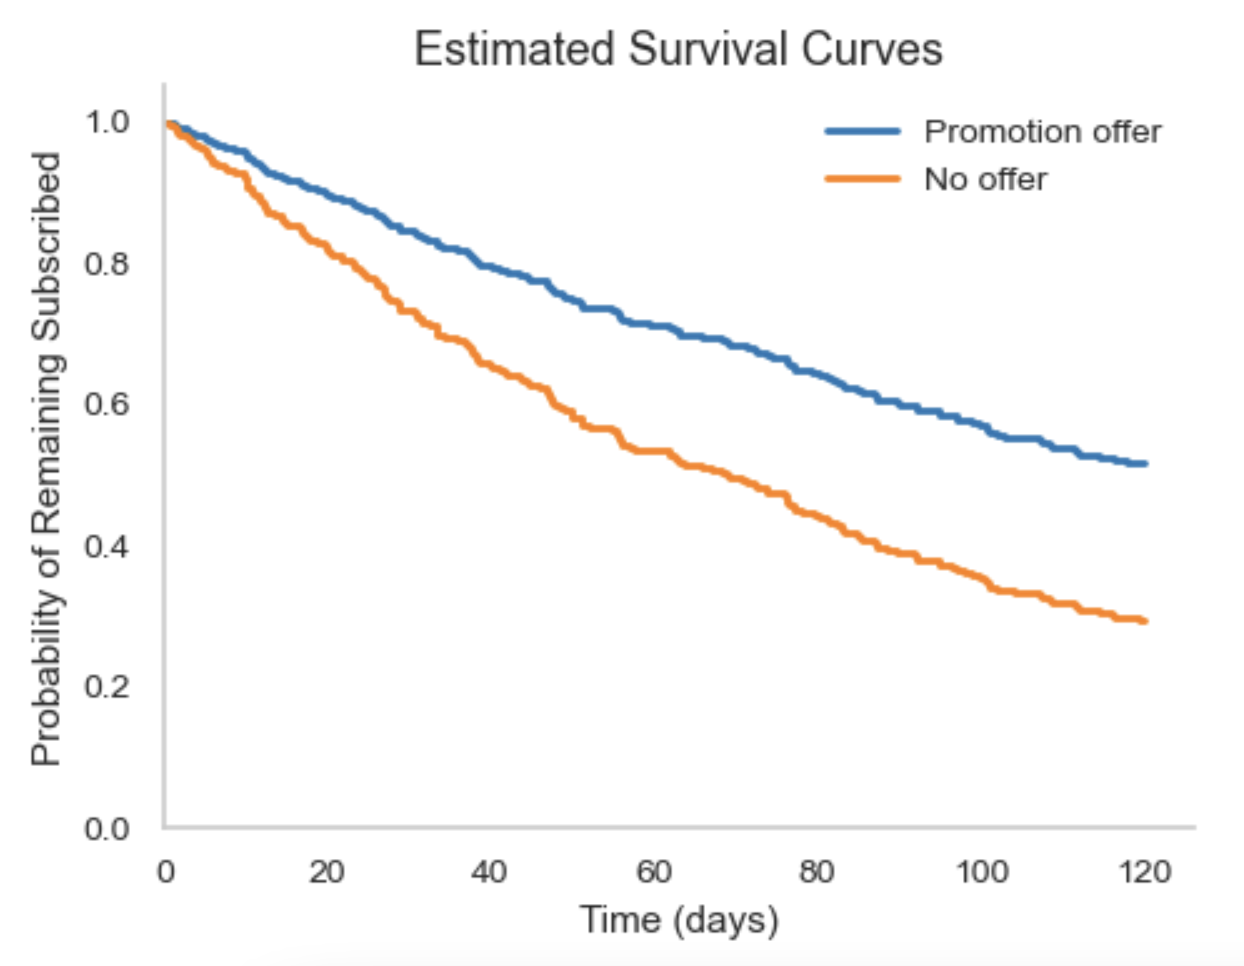 Estimated Survival Curves
Promotion offer
No offer
Probability of Remaining Subscribed
1.0
0.8
0.6
0.4
0.2
0.0
0 20 40 60 80 100 120
Time (days)